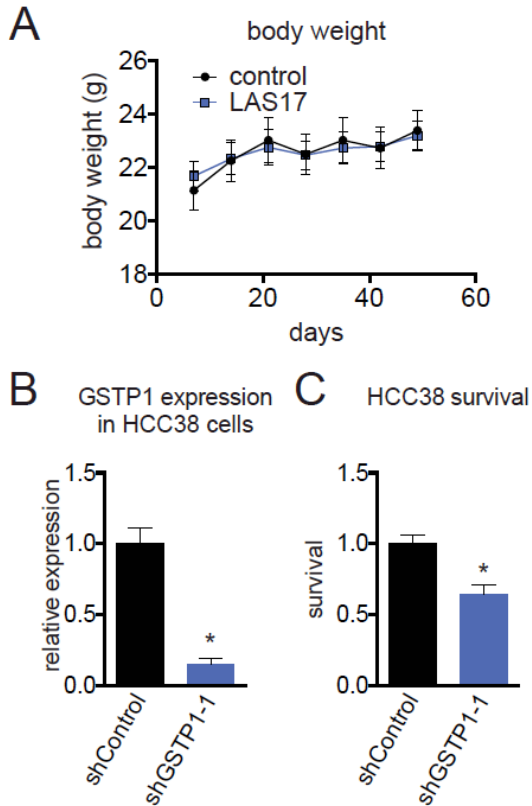 A
body weight
26
24
22
20
18
body weight (g)
control
LAS17
0
20
40
60
days
B
GSTP1 expression
in HCC38 cells
1.5
1.0
0.5
0.0
relative expression
*
shControl
shGSTP1-1
C
HCC38 survival
1.5
1.0
0.5
0.0
survival
*
shControl
shGSTP1-1